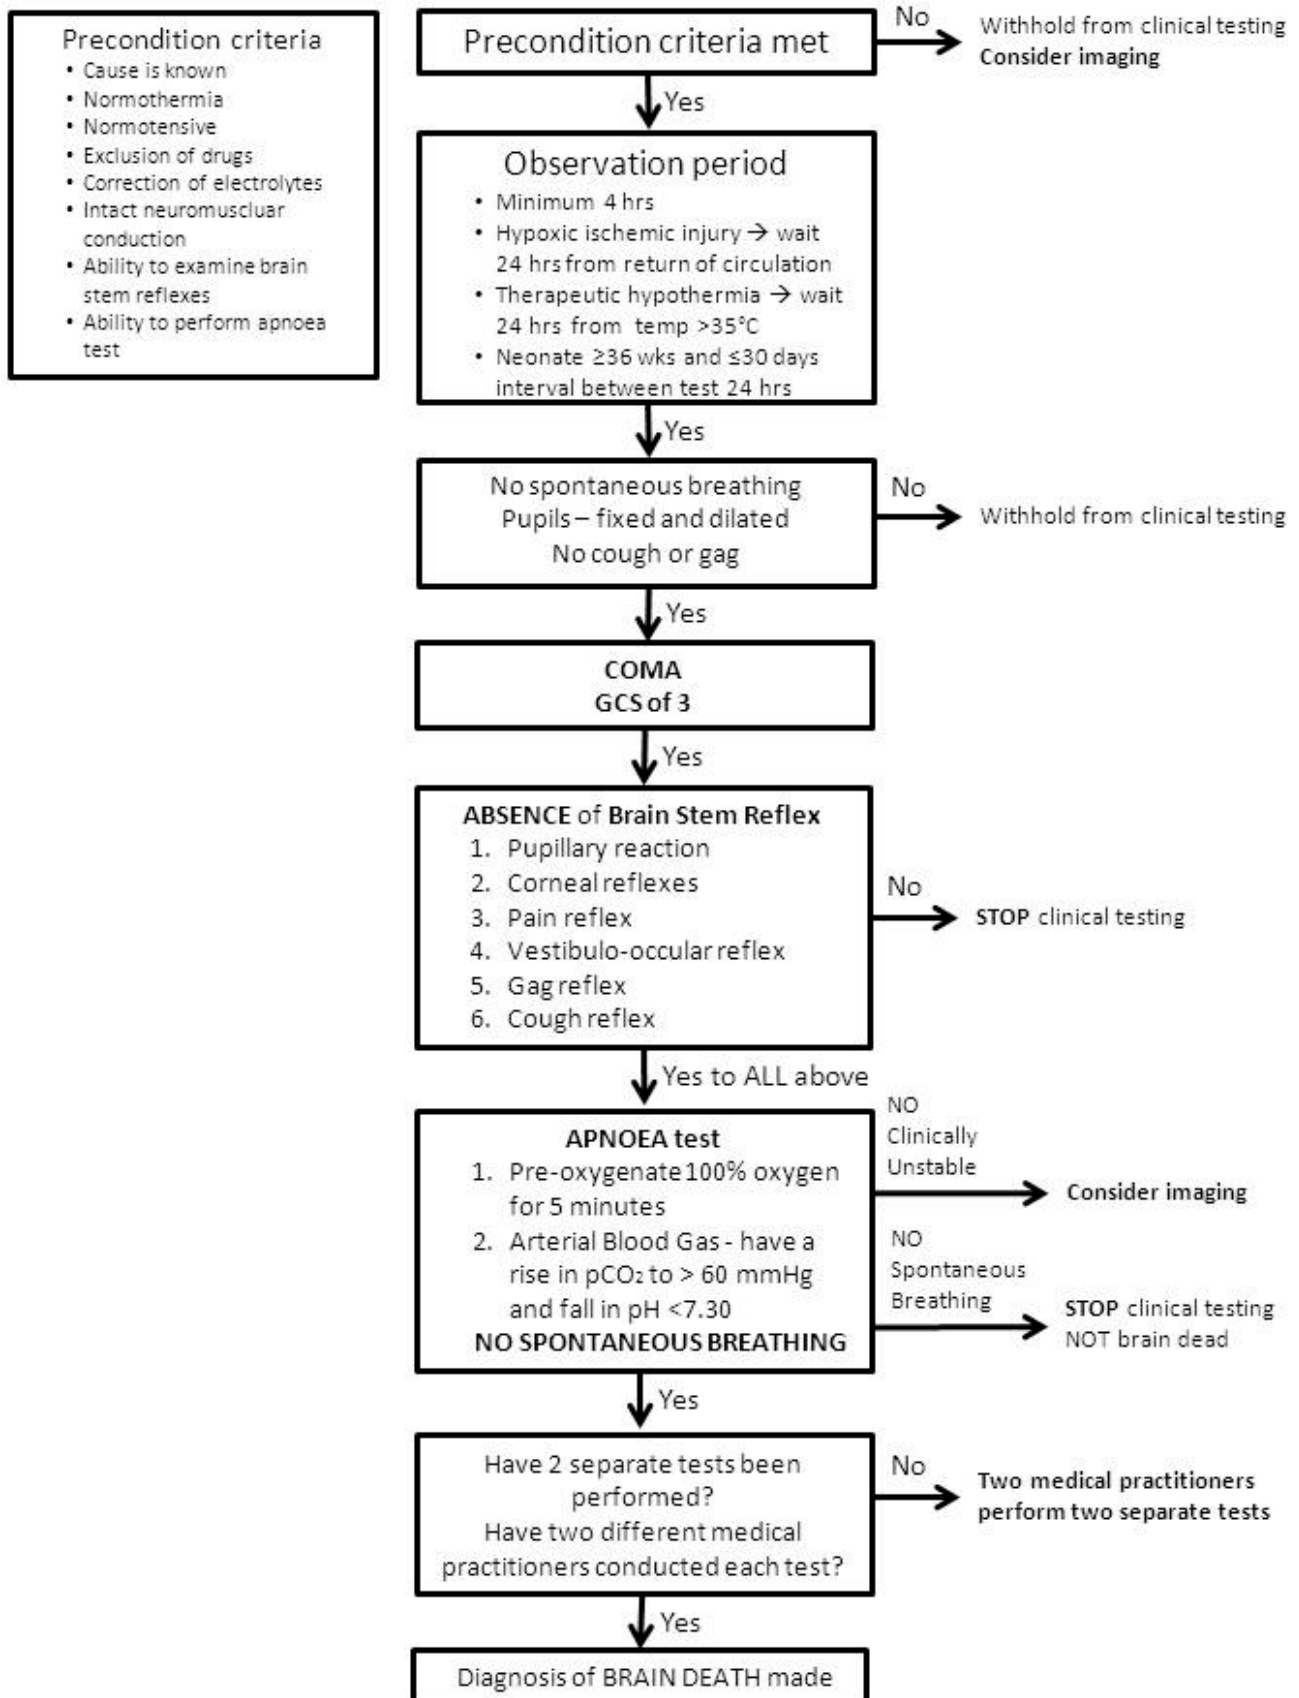 Precondition criteria
• Cause is known
• Normothermia
• Normotensive
• Exclusion of drugs
• Correction of electrolytes
• Intact neuromuscluar
conduction
• Ability to examine brain
stem reflexes
• Ability to perform apnoea
test
Precondition criteria met
No
Withhold from clinical testing
Consider imaging
Yes
Observation period
• Minimum 4 hrs
• Hypoxic ischemic injury → wait
24 hrs from return of circulation
• Therapeutic hypothermia → wait
24 hrs from temp >35°C
• Neonate ≥36 wks and ≤30 days
interval between test 24 hrs
Yes
No spontaneous breathing
Pupils – fixed and dilated
No cough or gag
No
Withhold from clinical testing
Yes
COMA
GCS of 3
Yes
ABSENCE of Brain Stem Reflex
1. Pupillary reaction
2. Corneal reflexes
3. Pain reflex
4. Vestibulo-occular reflex
5. Gag reflex
6. Cough reflex
No
STOP clinical testing
Yes to ALL above
APNOEA test
1. Pre-oxygenate 100% oxygen
for 5 minutes
2. Arterial Blood Gas - have a
rise in pCO₂ to > 60 mmHg
and fall in pH <7.30
NO SPONTANEOUS BREATHING
NO
Clinically
Unstable
Consider imaging
NO
Spontaneous
Breathing
STOP clinical testing
NOT brain dead
Yes
Have 2 separate tests been
performed?
Have two different medical
practitioners conducted each test?
No
Two medical practitioners
perform two separate tests
Yes
Diagnosis of BRAIN DEATH made